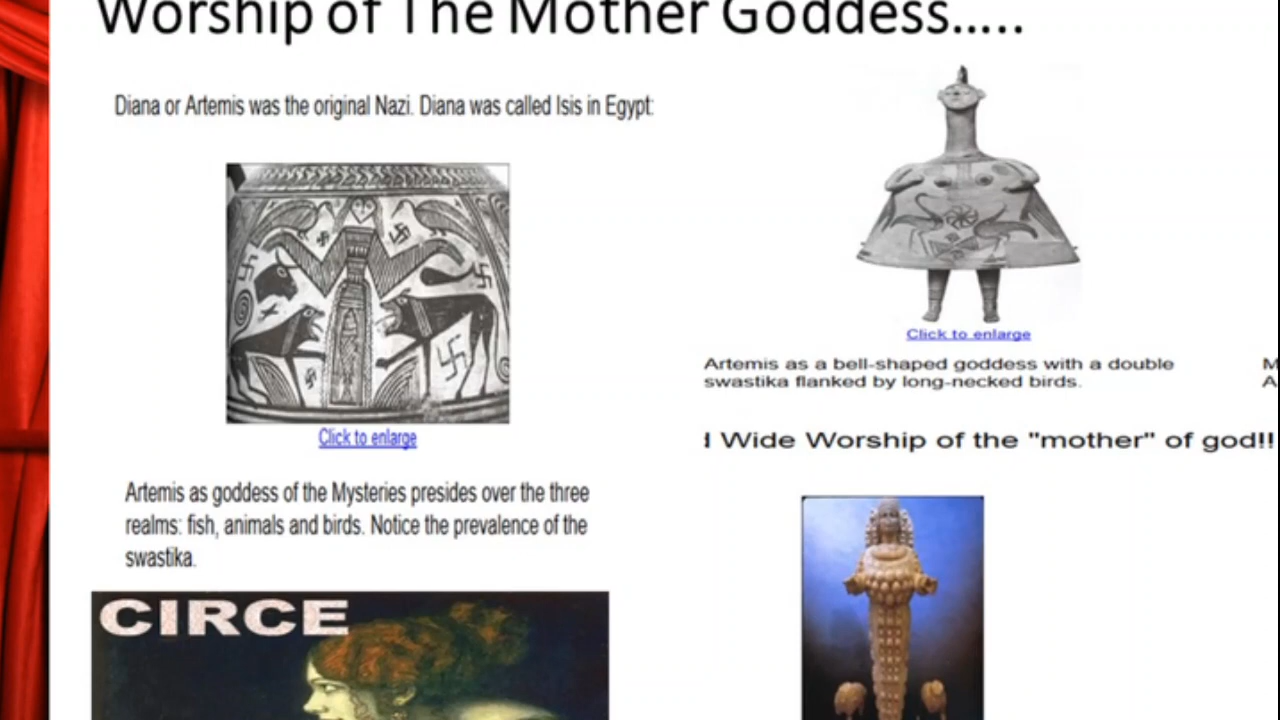 Worship of The Mother Goddess.....
Diana or Artemis was the original Nazi. Diana was called Isis in Egypt:
Click to enlarge
Artemis as goddess of the Mysteries presides over the three
realms: fish, animals and birds. Notice the prevalence of the
swastika.
CIRCE
Click to enlarge
Artemis as a bell-shaped goddess with a double
swastika flanked by long-necked birds.
M
A
Wide Worship of the "mother" of god!!